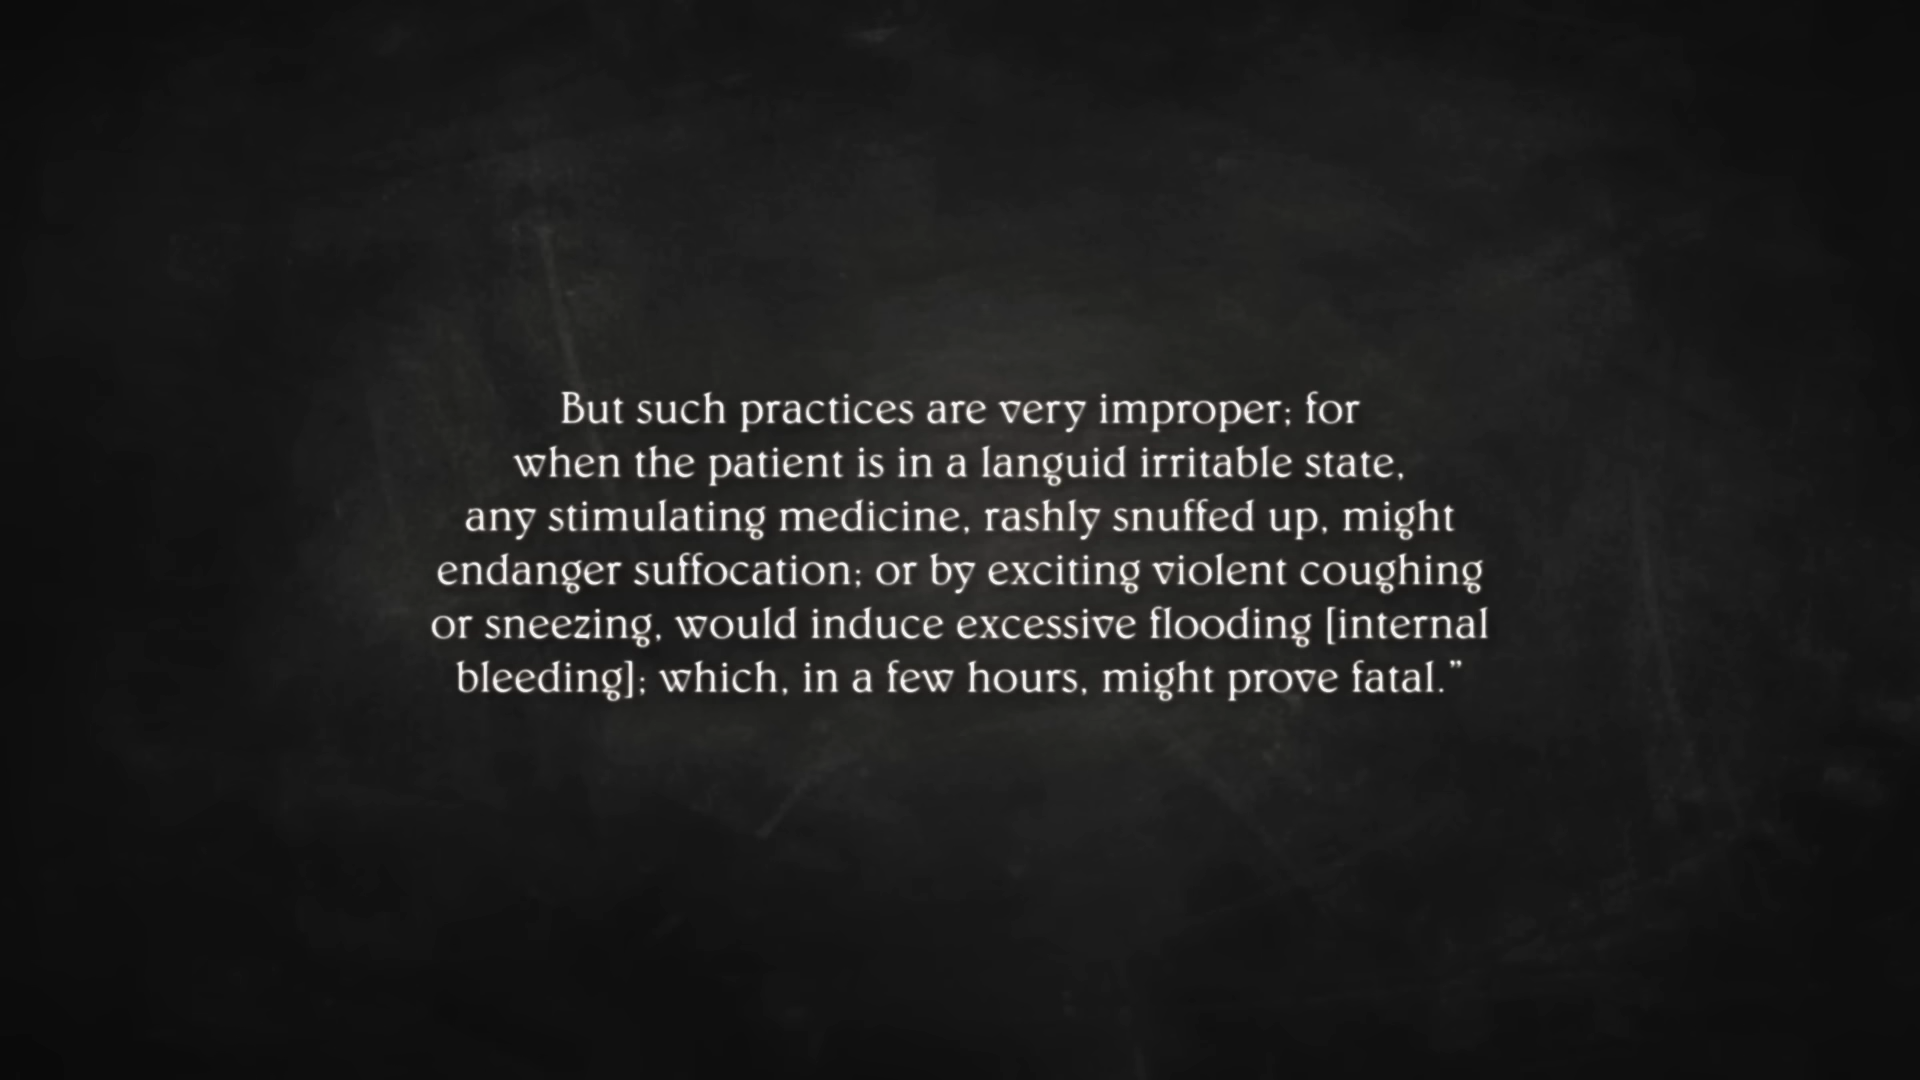 But such practices are very improper; for
when the patient is in a languid irritable state,
any stimulating medicine, rashly snuffed up, might
endanger suffocation; or by exciting violent coughing
or sneezing, would induce excessive flooding [internal
bleeding]; which, in a few hours, might prove fatal.”